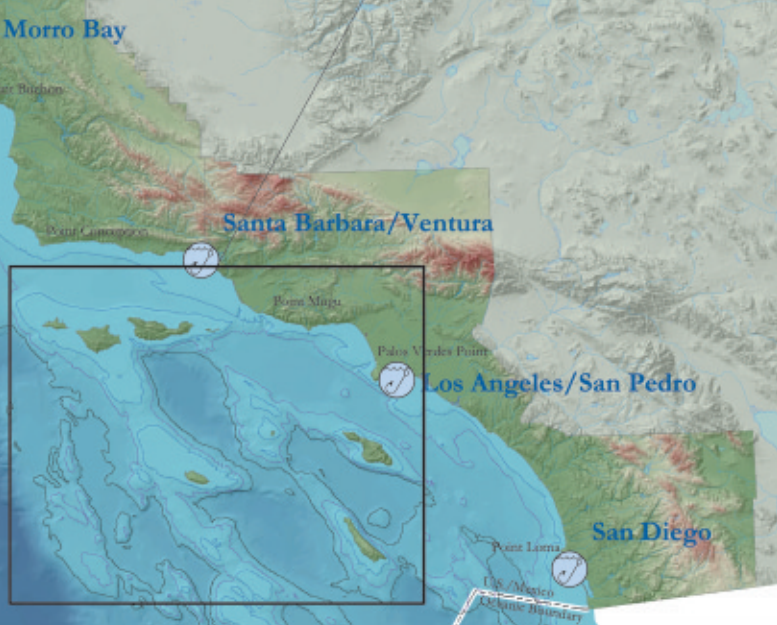 Morro Bay
Santa Barbara/Ventura
Point Conception
Point Mugu
Palos Verdes Point
Los Angeles/San Pedro
San Diego
Point Loma
U.S./Mexico
Oceanic Boundary